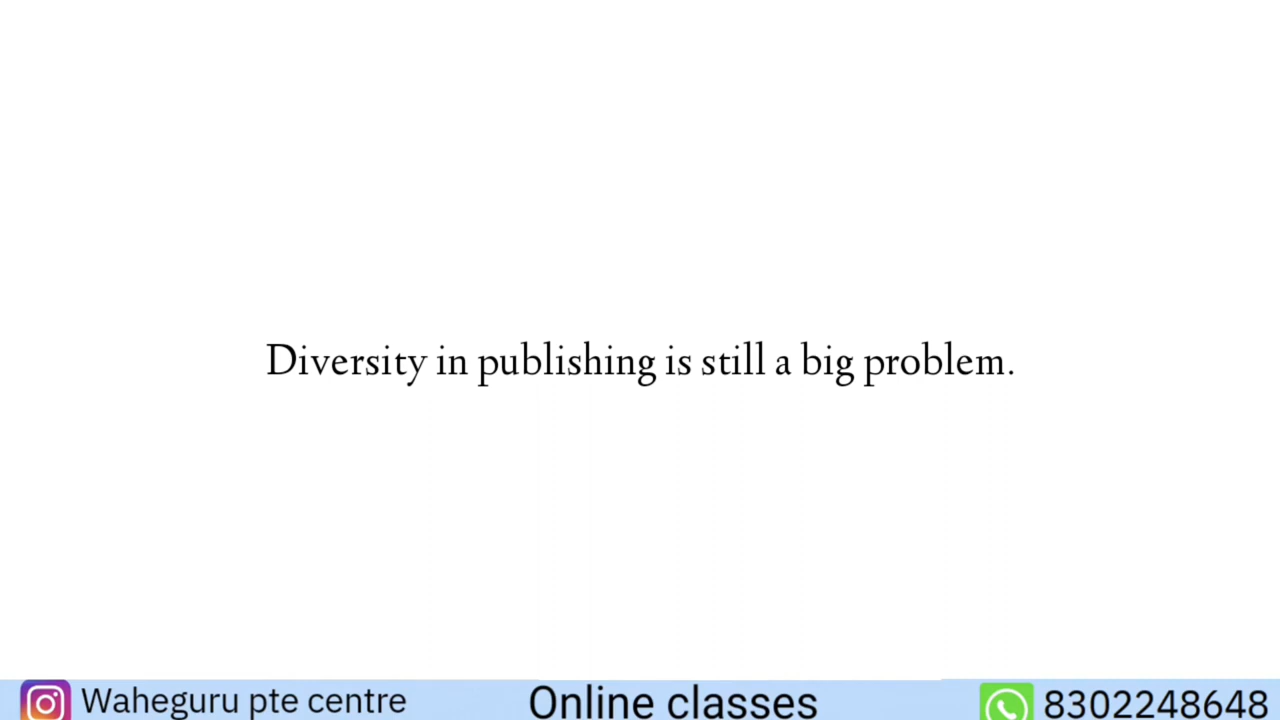 Diversity in publishing is still a big problem.
Waheguru pte centre Online classes 8302248648